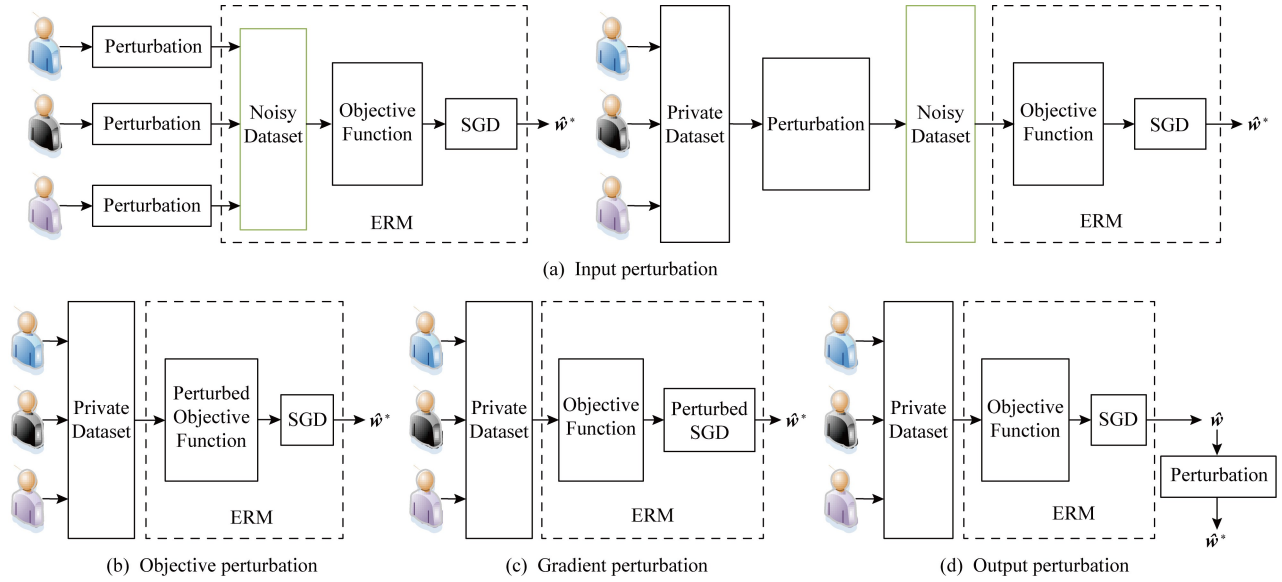 Perturbation
Perturbation
Perturbation
Noisy
Dataset
Objective
Function
SGD
ŵ*
ERM
Private
Dataset
Perturbation
Noisy
Dataset
Objective
Function
SGD
ŵ*
ERM
(a) Input perturbation
Private
Dataset
Perturbed
Objective
Function
SGD
ŵ*
ERM
(b) Objective perturbation
Private
Dataset
Objective
Function
Perturbed
SGD
ŵ*
ERM
(c) Gradient perturbation
Private
Dataset
Objective
Function
SGD
ŵ
Perturbation
ŵ*
ERM
(d) Output perturbation